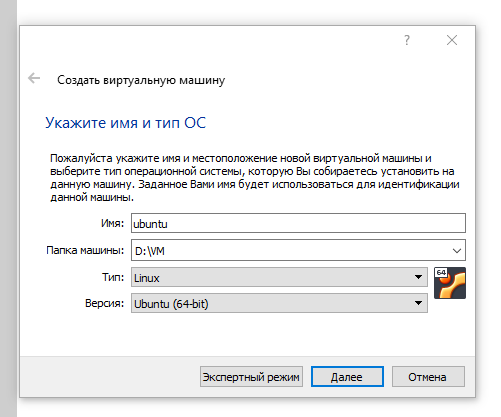 ?
Создать виртуальную машину
Укажите имя и тип ОС
Пожалуйста укажите имя и местоположение новой виртуальной машины и
выберите тип операционной системы, которую Вы собираетесь установить на
данную машину. Заданное Вами имя будет использоваться для идентификации
данной машины.
Имя: ubuntu
Папка машины: D:\VM
Тип: Linux
64
Версия: Ubuntu (64-bit)
Экспертный режим Далее Отмена